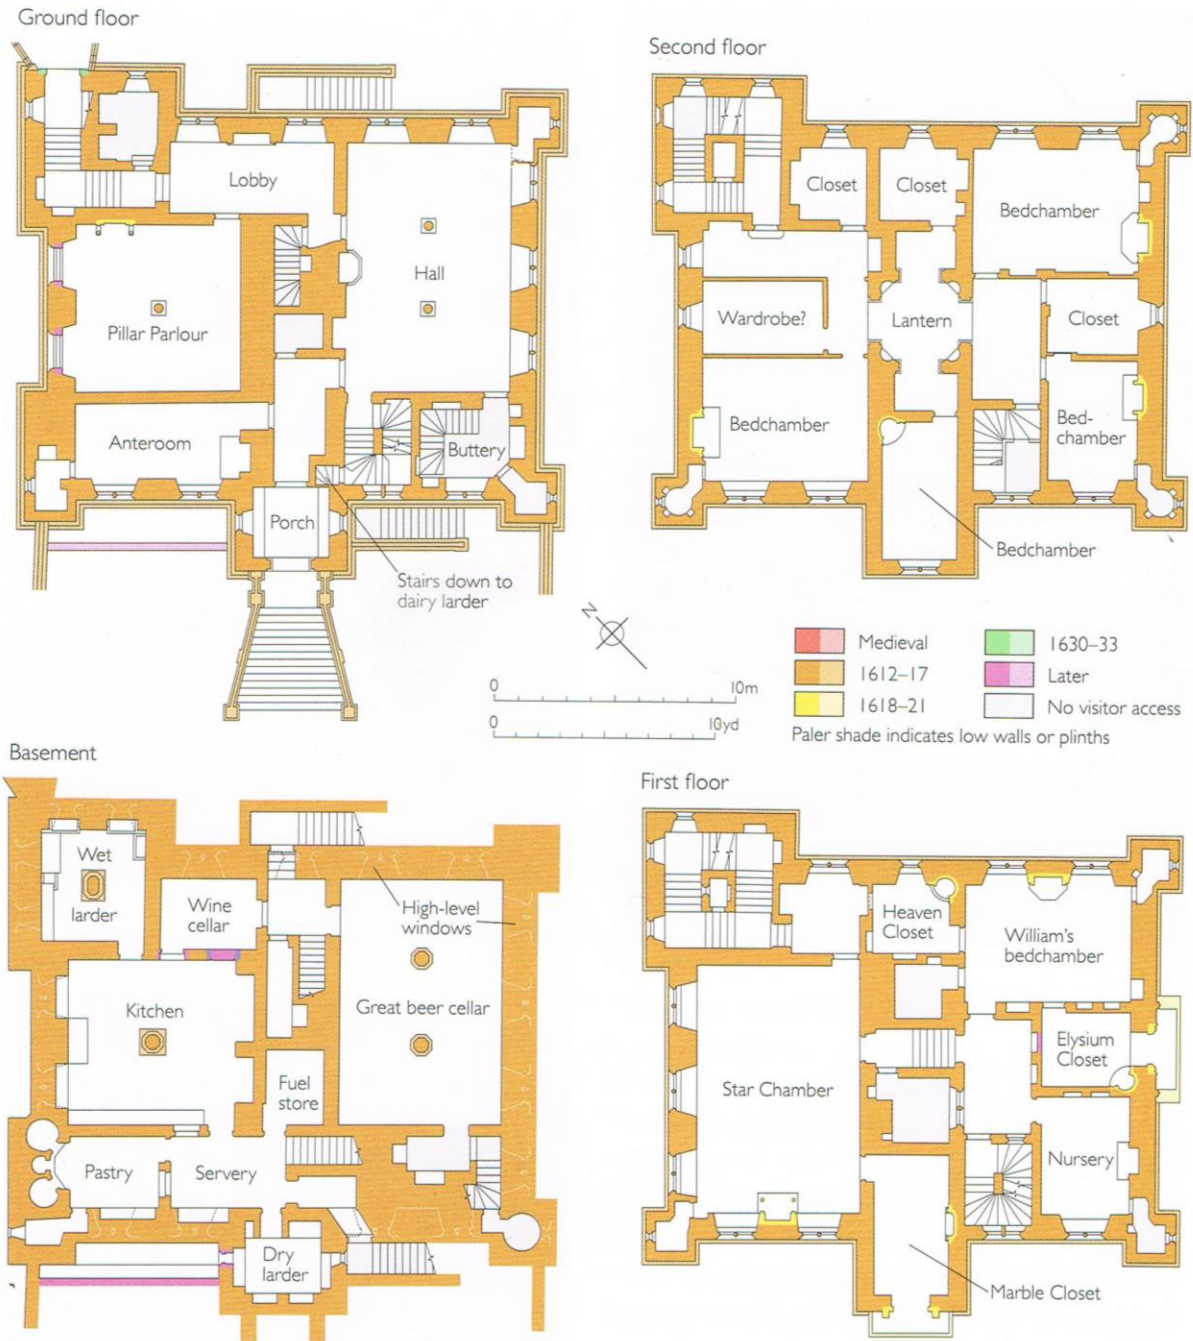 Ground floor
Lobby
Hall
Pillar Parlour
Anteroom
Buttery
Porch
Stairs down to
dairy larder
Second floor
Closet
Closet
Bedchamber
Wardrobe?
Lantern
Closet
Bedchamber
Bed-
chamber
Bedchamber
N
0
10m
0
10yd
Medieval
1612–17
1618–21
1630–33
Later
No visitor access
Paler shade indicates low walls or plinths
Basement
Wet
larder
Wine
cellar
High-level
windows
Kitchen
Great beer cellar
Fuel
store
Pastry
Servery
Dry
larder
First floor
Heaven
Closet
William's
bedchamber
Elysium
Closet
Star Chamber
Nursery
Marble Closet